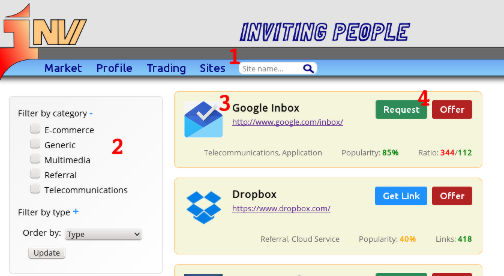 1NV
INVITING PEOPLE
Market Profile Trading Sites Site name...
1
Filter by category -
E-commerce
Generic
Multimedia
Referral
Telecommunications
2
Filter by type +
Order by: Type
Update
3
Google Inbox
http://www.google.com/inbox/
4
Request Offer
Telecommunications, Application Popularity: 85% Ratio: 344/112
Dropbox
https://www.dropbox.com/
Get Link Offer
Referral, Cloud Service Popularity: 40% Links: 418